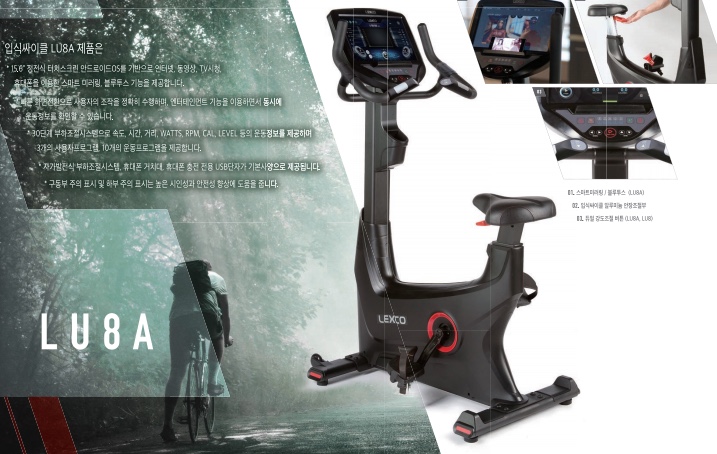 입식싸이클 LU8A 제품은
* 15,6" 정전식 터치스크린 안드로이드OS를 기반으로 인터넷, 동영상, TV시청,
휴대폰을 이용한 스마트 미러링, 블루투스 기능을 제공합니다.
화면전환으로 사용자의 조작을 정확히 수행하며, 엔터테인먼트 기능을 이용하면서 동시에
운동정보를 확인할 수 있습니다.
* 30단계 부하조절시스템으로 속도, 시간, 거리, WATTS, RPM, CAL, LEVEL 등의 운동정보를 제공하며
3개의 사용자프로그램, 10개의 운동프로그램을 제공합니다.
* 자가발전식 부하조절시스템, 휴대폰 거치대, 휴대폰 충전 전용 USB단자가 기본사양으로 제공됩니다.
* 구동부 주의 표시 및 하부 주의 표시는 높은 시인성과 안전성 향상에 도움을 줍니다.
LU8A
LEXCO
03
01. 스마트미러링 / 블루투스 (LU8A)
02. 입식싸이클 알루미늄 안장조절부
03. 듀얼 강도조절 버튼 (LU8A, LU8)